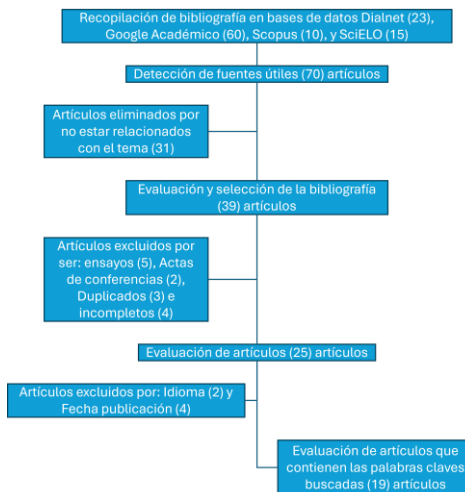 Recopilación de bibliografía en bases de datos Dialnet (23),
Google Académico (60), Scopus (10), y SciELO (15)
Detección de fuentes útiles (70) artículos
Artículos eliminados por
no estar relacionados
con el tema (31)
Evaluación y selección de la bibliografía
(39) artículos
Artículos excluidos por
ser: ensayos (5), Actas
de conferencias (2),
Duplicados (3) e
incompletos (4)
Evaluación de artículos (25) artículos
Artículos excluidos por: Idioma (2) y
Fecha publicación (4)
Evaluación de artículos que
contienen las palabras claves
buscadas (19) artículos